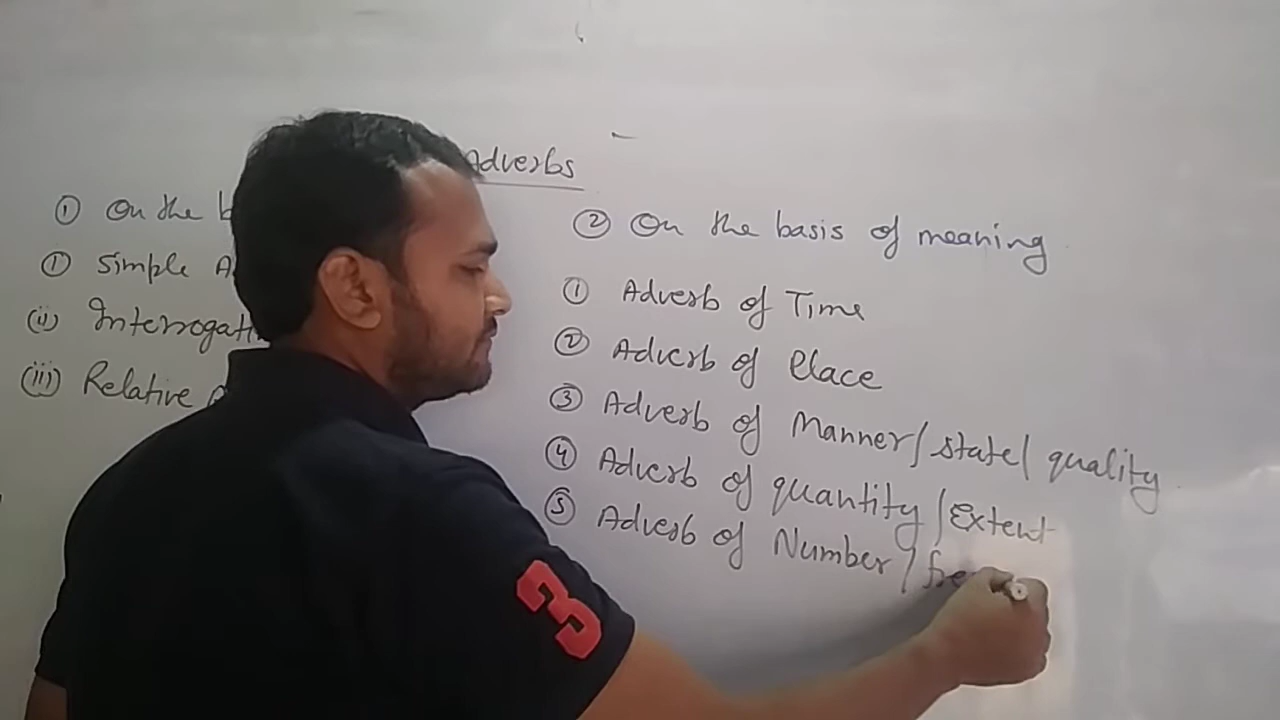 Adverbs
① On the b
① Simple A
(ii) Interrogati
(iii) Relative
② On the basis of meaning
① Adverb of Time
② Adverb of Place
③ Adverb of Manner/state/quality
④ Adverb of quantity/Extent
⑤ Adverb of Number/fre
3